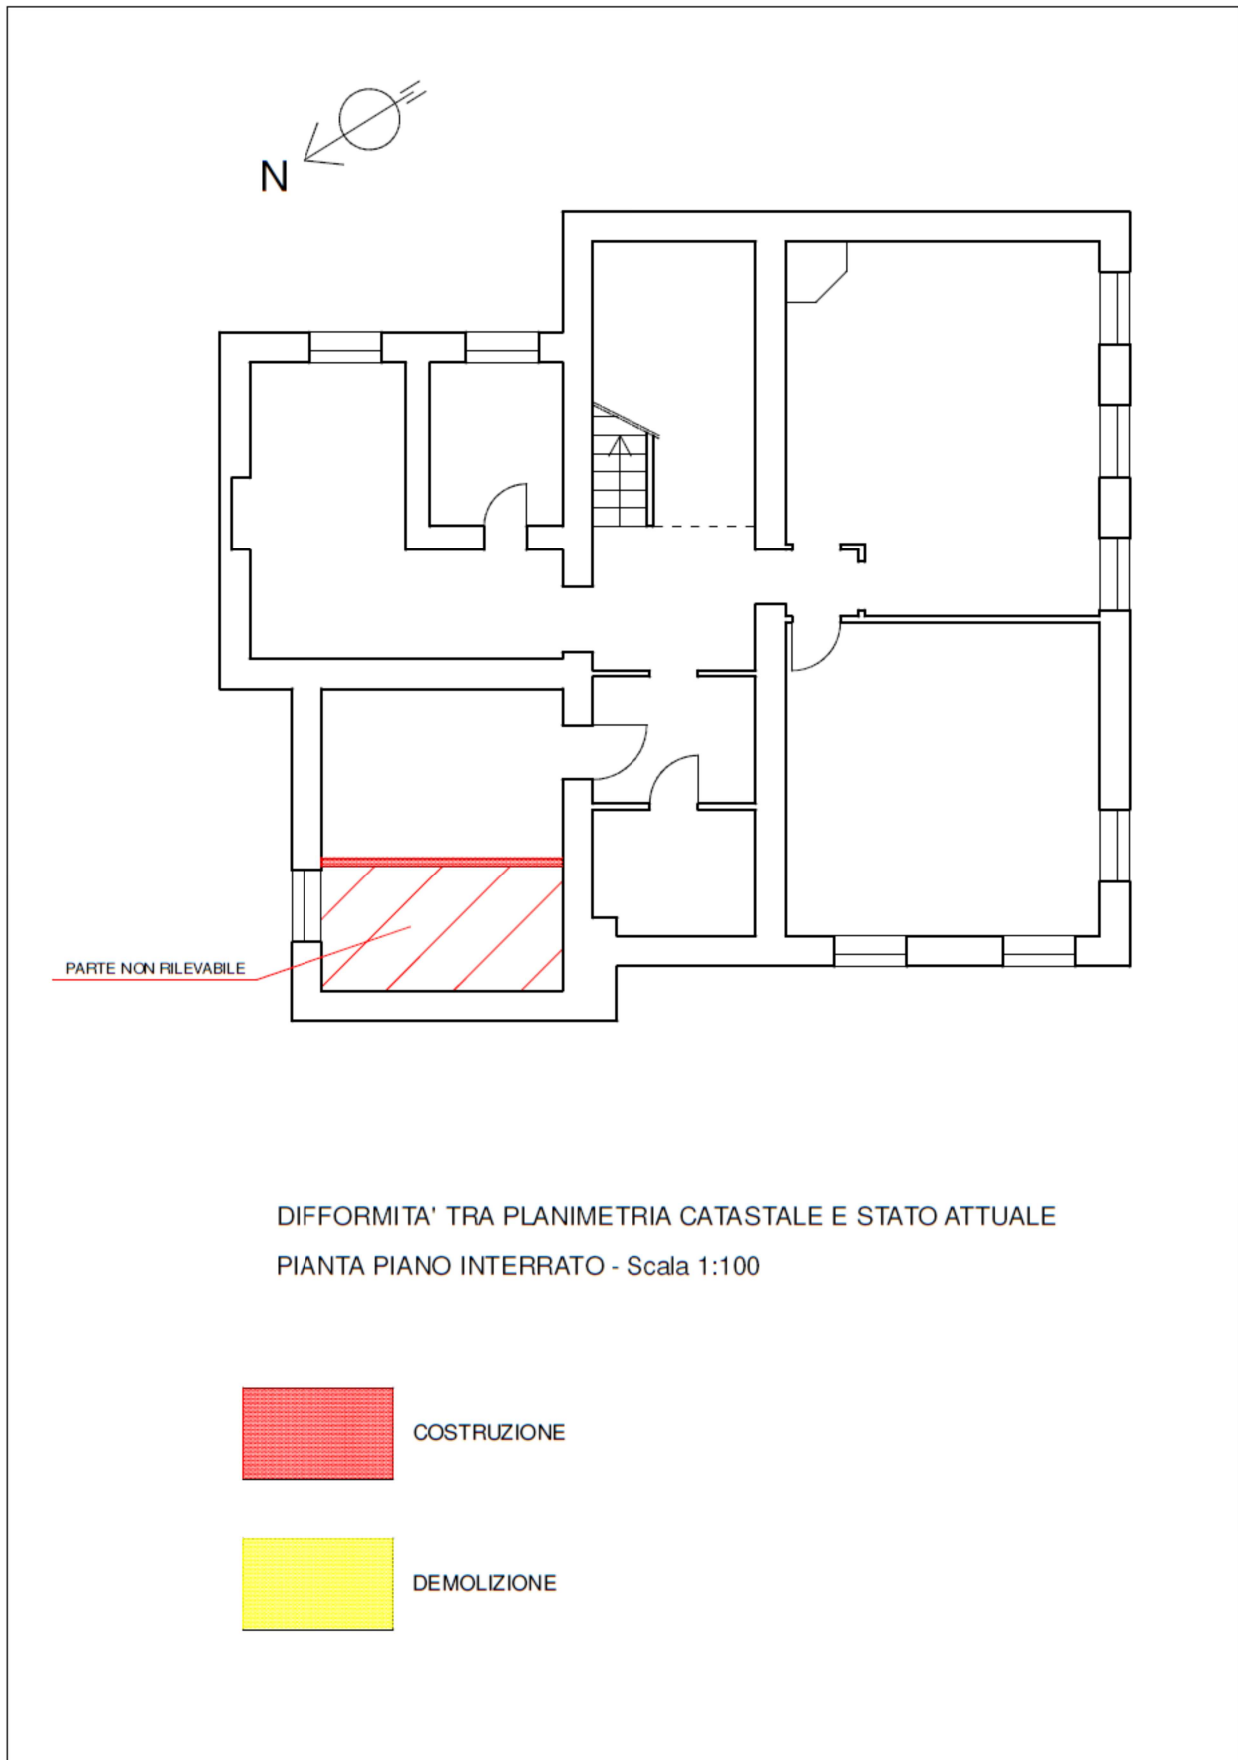 N
PARTE NON RILEVABILE
DIFFORMITA' TRA PLANIMETRIA CATASTALE E STATO ATTUALE
PIANTA PIANO INTERRATO - Scala 1:100
COSTRUZIONE
DEMOLIZIONE